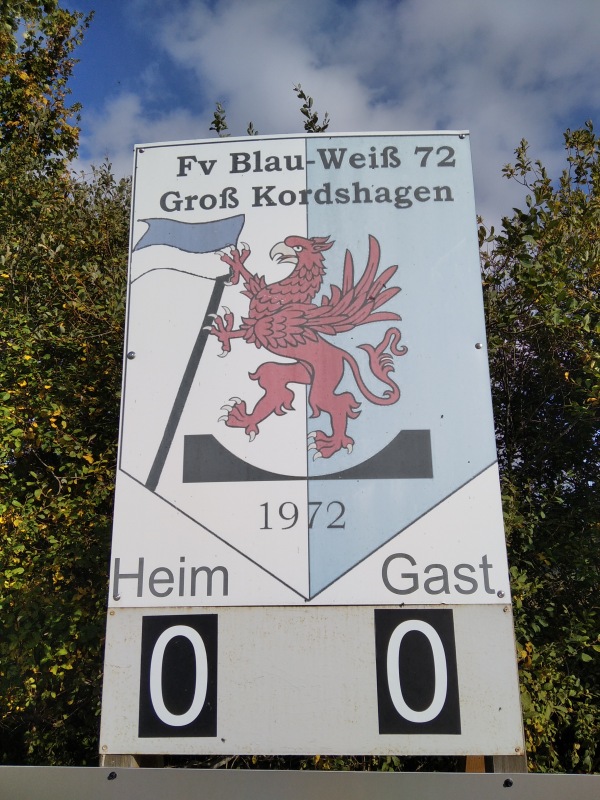 Fv Blau-Weiß 72
Groß Kordshagen
1972
Heim Gast
0 0